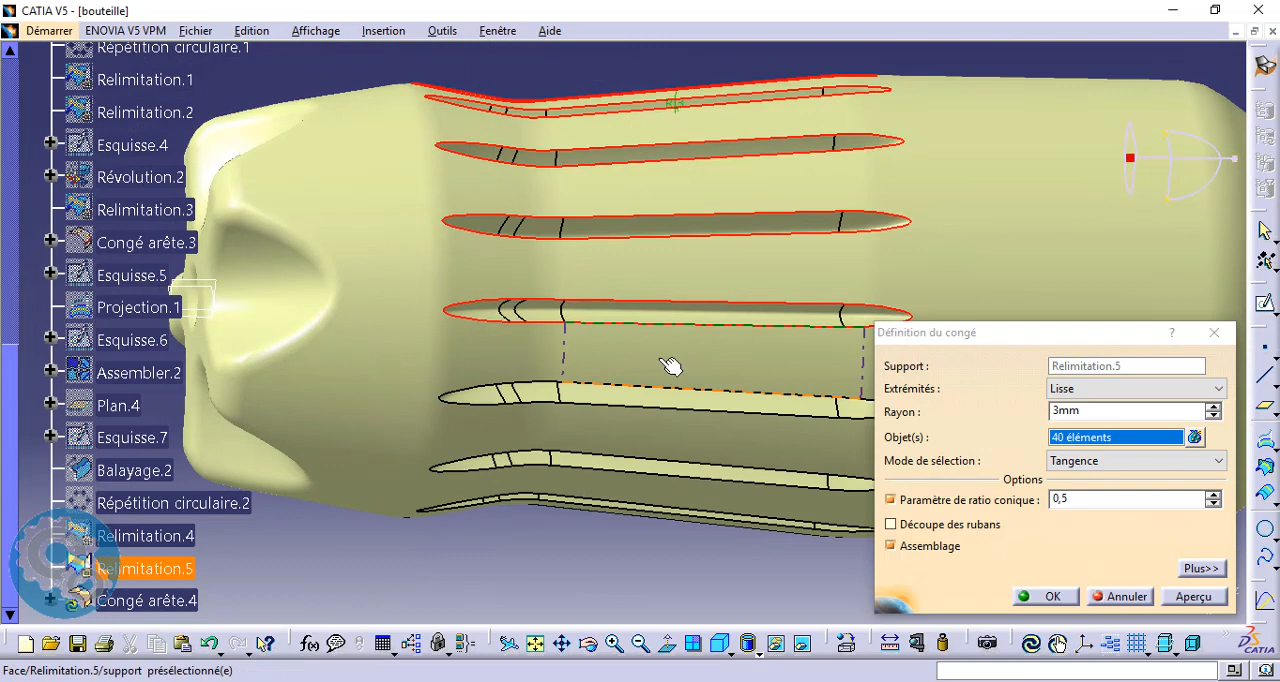 CATIA V5 - [bouteille]
Démarrer ENOVIA V5 VPM Fichier Edition Affichage Insertion Outils Fenêtre Aide
Répétition circulaire.1
Relimitation.1
Relimitation.2
Esquisse.4
Révolution.2
Relimitation.3
Congé arête.3
Esquisse.5
Projection.1
Esquisse.6
Assembler.2
Plan.4
Esquisse.7
Balayage.2
Répétition circulaire.2
Relimitation.4
Relimitation.5
Congé arête.4
Définition du congé
Support : Relimitation.5
Extrémités : Lisse
Rayon : 3mm
Objet(s) : 40 éléments
Mode de sélection : Tangence
Options
Paramètre de ratio conique : 0,5
Découpe des rubans
Assemblage
Plus>>
OK Annuler Aperçu
f(x)
CATIA
Face/Relimitation.5/support présélectionné(e)